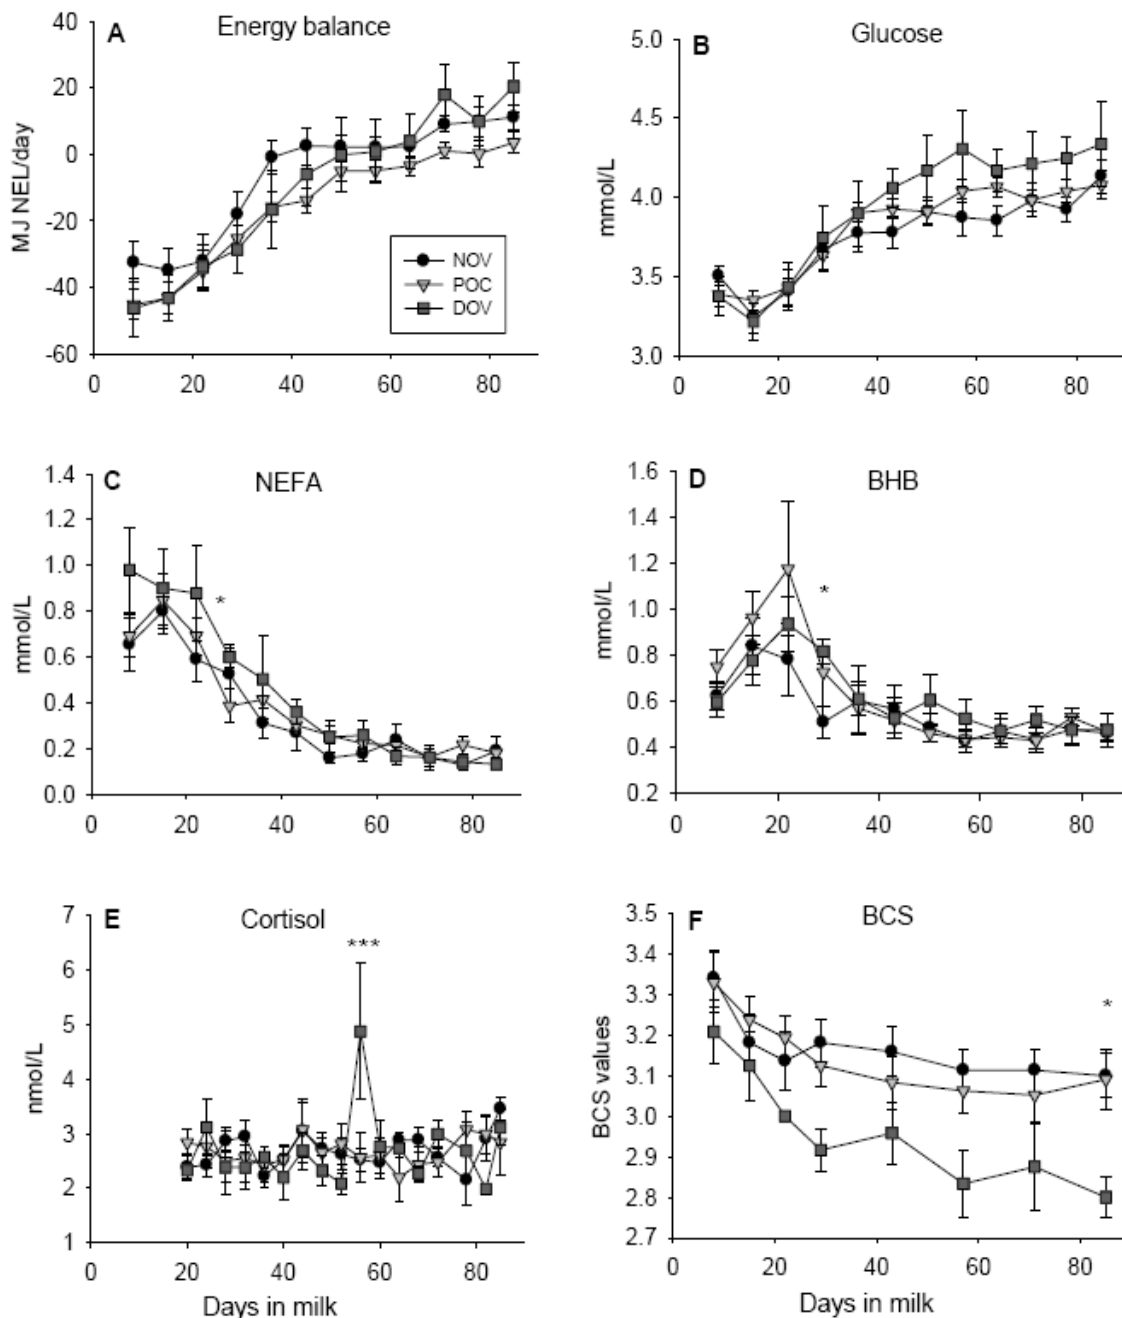 A Energy balance
MJ NEL/day
40
20
0
-20
-40
-60
0 20 40 60 80
NOV
POC
DOV
B Glucose
mmol/L
5.0
4.5
4.0
3.5
3.0
0 20 40 60 80
C NEFA
mmol/L
1.4
1.2
1.0
0.8
0.6
0.4
0.2
0.0
*
0 20 40 60 80
D BHB
mmol/L
1.6
1.4
1.2
1.0
0.8
0.6
0.4
0.2
*
0 20 40 60 80
E Cortisol
nmol/L
7
6
5
4
3
2
1
***
0 20 40 60 80
Days in milk
F BCS
BCS values
3.5
3.4
3.3
3.2
3.1
3.0
2.9
2.8
2.7
*
0 20 40 60 80
Days in milk